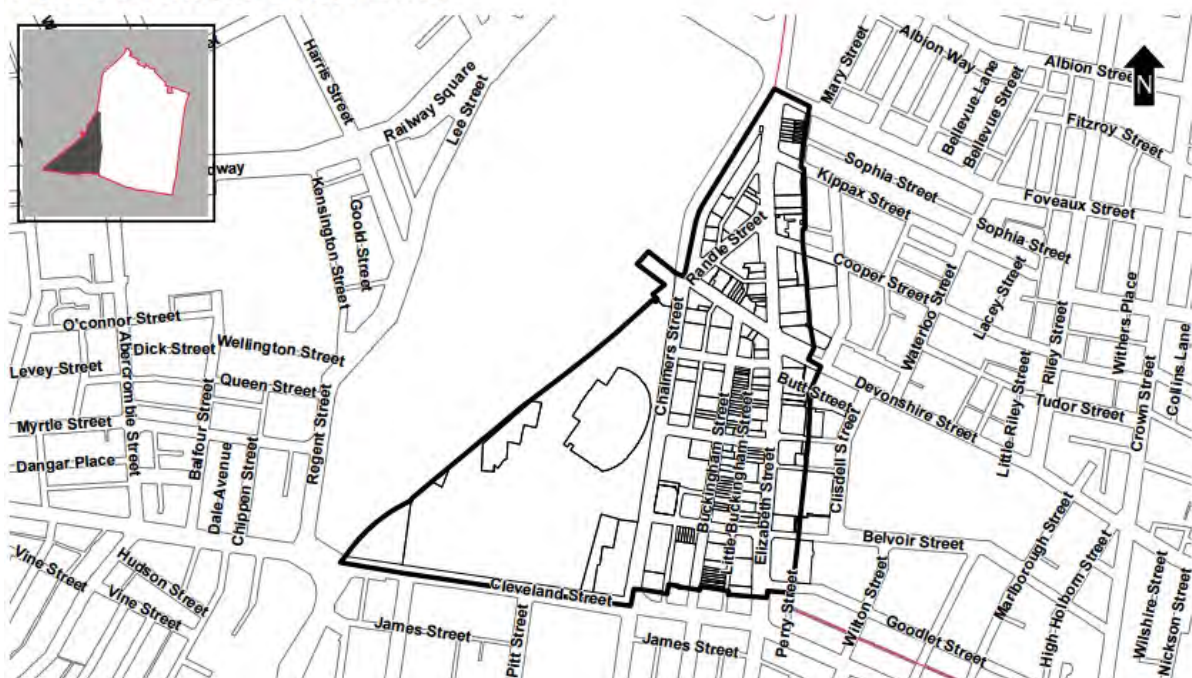 Harris Street
Railway Square
Lee Street
dway
Kensington Street
Goold Street
Mary Street
Albion Way
Bellevue Lane
Bellevue Street
Albion Street
N
Fitzroy Street
Sophia Street
Kippax Street
Foveaux Street
Sophia Street
Randle Street
Cooper Street
Waterloo Street
Lacey Street
Riley Street
Withers Place
Crown Street
Collins Lane
O'connor Street
Abercrombie Street
Dick Street
Wellington Street
Levey Street
Queen Street
Balfour Street
Regent Street
Myrtle Street
Dangar Place
Dale Avenue
Chippen Street
Chalmers Street
Buckingham Street
Little Buckingham Street
Elizabeth Street
Butt Street
Devonshire Street
Clisdell Street
Little Riley Street
Tudor Street
Belvoir Street
Marlborough Street
High Holborn Street
Wilshire Street
Nickson Street
Vine Street
Hudson Street
Vine Street
Cleveland Street
James Street
Pitt Street
James Street
Perry Street
Wilton Street
Goodlet Street